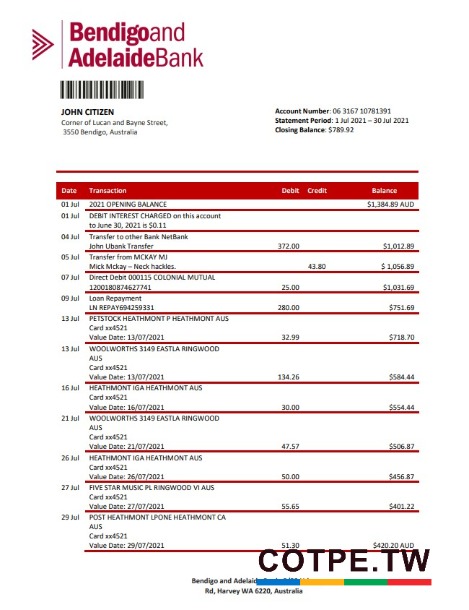 Bendigoand
AdelaideBank
JOHN CITIZEN
Corner of Lucan and Bayne Street,
3550 Bendigo, Australia
Account Number: 06 3167 10781391
Statement Period: 1 Jul 2021 – 30 Jul 2021
Closing Balance: $789.92
Date Transaction Debit Credit Balance
01 Jul 2021 OPENING BALANCE $1,384.89 AUD
01 Jul DEBIT INTEREST CHARGED on this account
to June 30, 2021 is $0.11
04 Jul Transfer to other Bank NetBank
John Ubank Transfer 372.00 $1,012.89
05 Jul Transfer from MCKAY MJ
Mick Mckay – Neck hackles. 43.80 $ 1,056.89
07 Jul Direct Debit 000115 COLONIAL MUTUAL
1200180874627741 25.00 $1,031.69
09 Jul Loan Repayment
LN REPAY694259331 280.00 $751.69
13 Jul PETSTOCK HEATHMONT P HEATHMONT AUS
Card xx4521
Value Date: 13/07/2021 32.99 $718.70
13 Jul WOOLWORTHS 3149 EASTLA RINGWOOD
AUS
Card xx4521
Value Date: 13/07/2021 134.26 $584.44
16 Jul HEATHMONT IGA HEATHMONT AUS
Card xx4521
Value Date: 16/07/2021 30.00 $554.44
21 Jul WOOLWORTHS 3149 EASTLA RINGWOOD
AUS
Card xx4521
Value Date: 21/07/2021 47.57 $506.87
26 Jul HEATHMONT IGA HEATHMONT AUS
Card xx4521
Value Date: 26/07/2021 50.00 $456.87
27 Jul FIVE STAR MUSIC PL RINGWOOD VI AUS
Card xx4521
Value Date: 27/07/2021 55.65 $401.22
29 Jul POST HEATHMONT LPONE HEATHMONT CA
AUS
Card xx4521
Value Date: 29/07/2021 51.30 $420.20 AUD
COTPE.TW
Bendigo and Adelaide
Rd, Harvey WA 6220, Australia